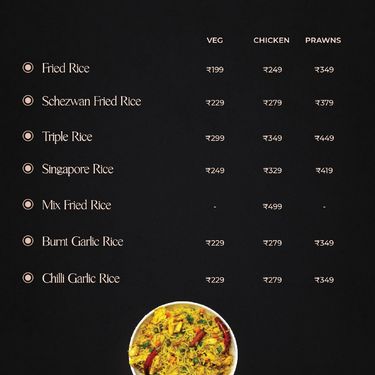 VEG CHICKEN PRAWNS
Fried Rice ₹199 ₹249 ₹349
Schezwan Fried Rice ₹229 ₹279 ₹379
Triple Rice ₹299 ₹349 ₹449
Singapore Rice ₹249 ₹329 ₹419
Mix Fried Rice - ₹499 -
Burnt Garlic Rice ₹229 ₹279 ₹349
Chilli Garlic Rice ₹229 ₹279 ₹349